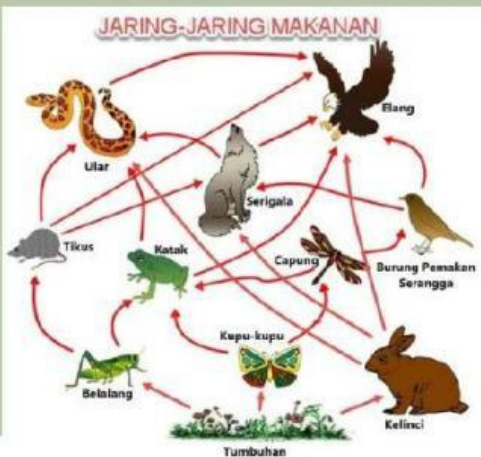 JARING-JARING MAKANAN
Elang
Ular
Serigala
Tikus
Katak
Capung
Burung Pemakan
Serangga
Kupu-kupu
Belalang
Kelinci
Tumbuhan